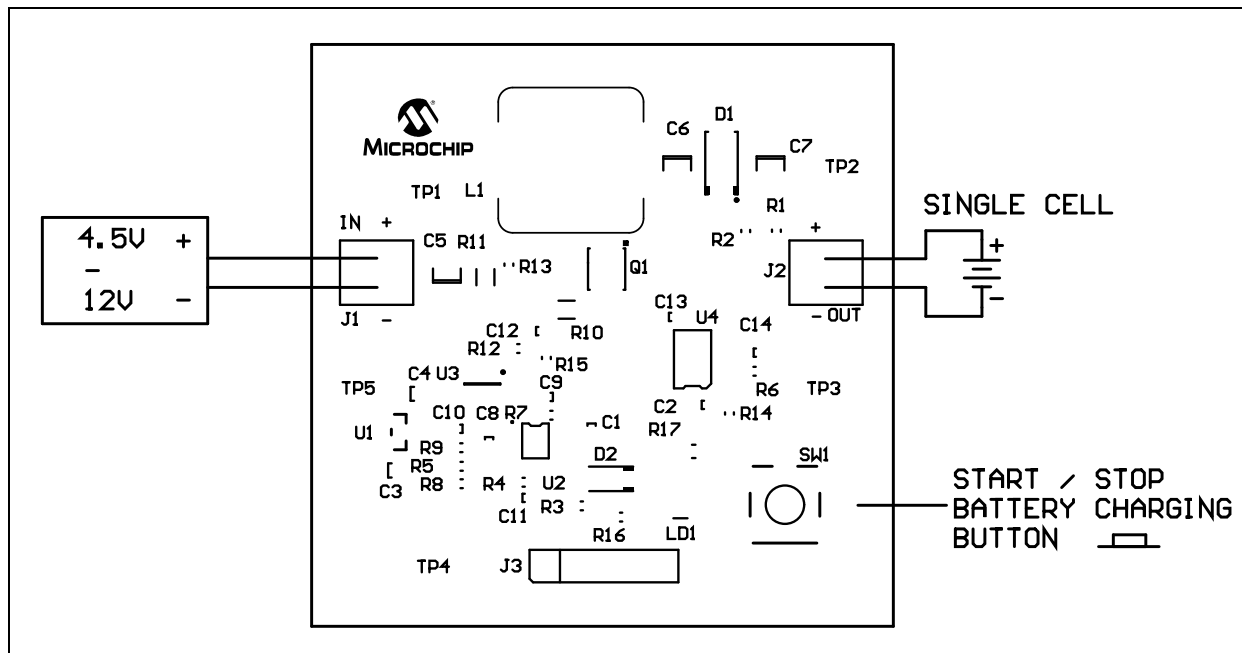 MICROCHIP
®
C6
D1
C7
TP2
TP1
L1
R2
R1
SINGLE CELL
4.5V +
-
12V -
IN +
C5
R11
R13
Q1
+
J2
+
-
J1 -
C12
R10
C13
U4
- OUT
R12
R15
C14
TP5
C4
U3
C9
R6
TP3
C10
C8
R7
C1
C2
R14
U1
R9
R17
R5
D2
SW1
C3
R8
R4
U2
C11
R3
R16
LD1
START / STOP
BATTERY CHARGING
BUTTON
TP4
J3